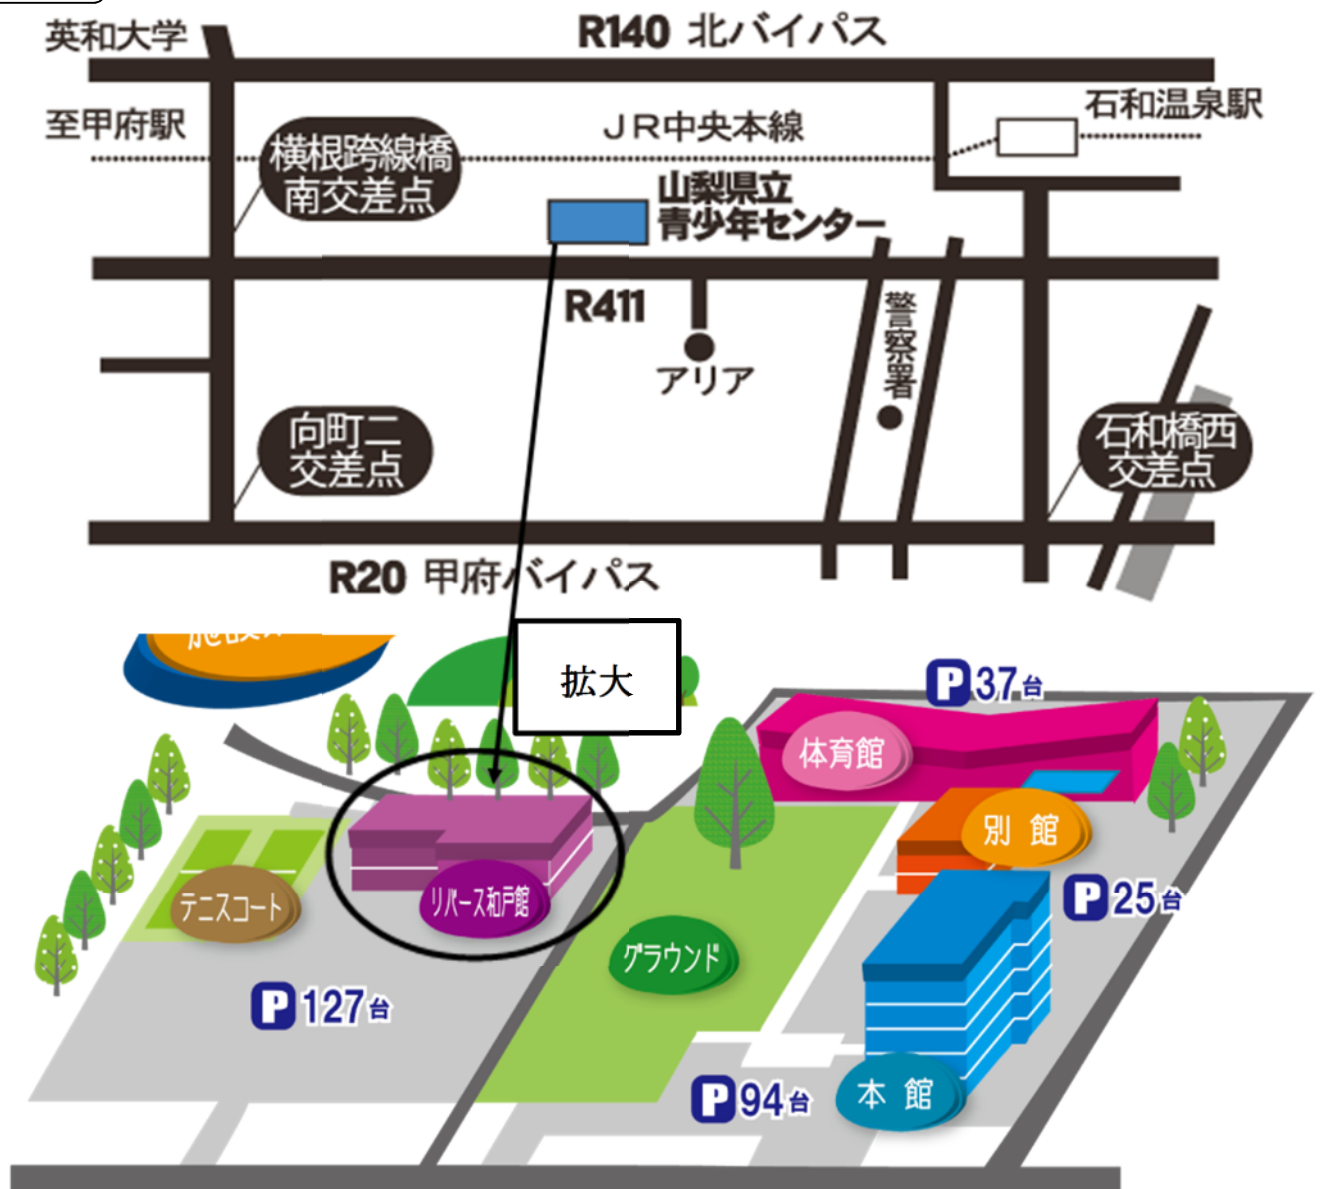 英和大学
R140 北バイパス
至甲府駅
横根跨線橋
南交差点
JR中央本線
石和温泉駅
山梨県立
青少年センター
R411
アリア
警察署
向町二
交差点
石和橋西
交差点
R20 甲府バイパス
拡大
P37台
体育館
別館
P25台
テニスコート
リバース和戸館
グラウンド
P127台
P94台
本館